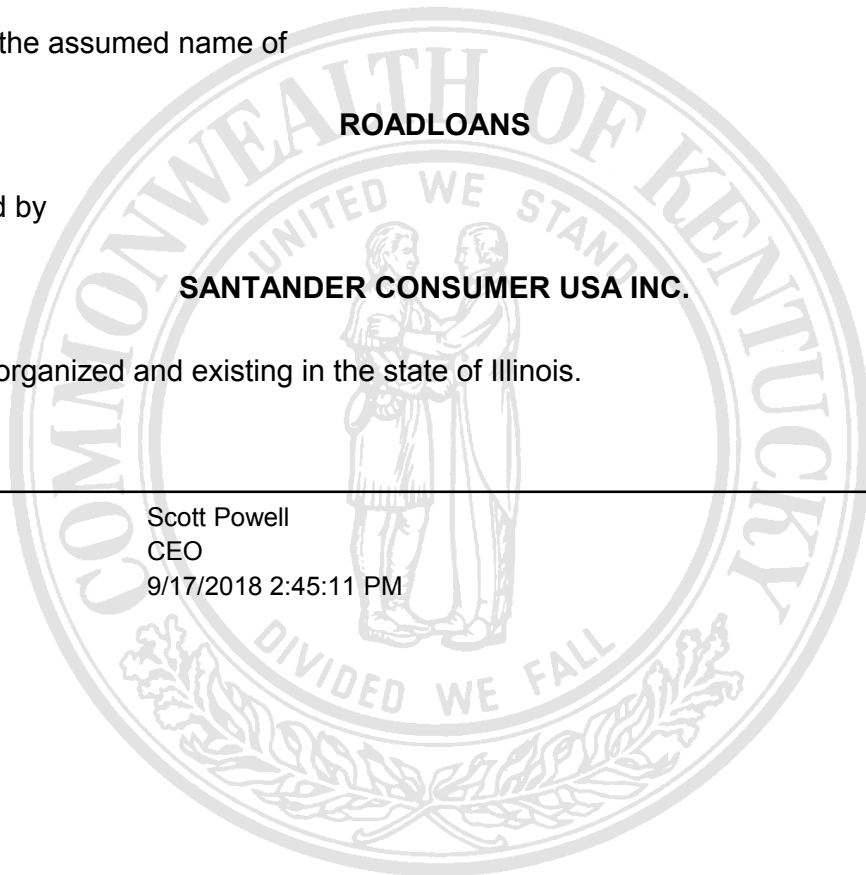 the assumed name of
ROADLOANS
d by
SANTANDER CONSUMER USA INC.
organized and existing in the state of Illinois.
Scott Powell
CEO
9/17/2018 2:45:11 PM
COMMONWEALTH OF KENTUCKY
UNITED WE STAND
DIVIDED WE FALL